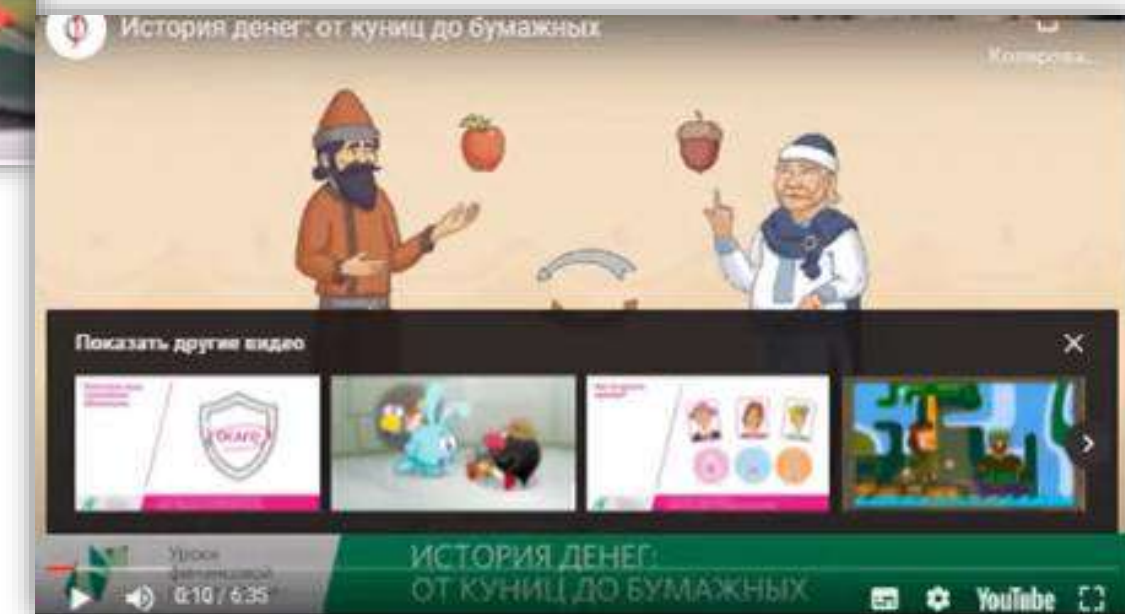 История денег: от куниц до бумажных
Показать другие видео
Уроки
финансовой
ИСТОРИЯ ДЕНЕГ:
ОТ КУНИЦ ДО БУМАЖНЫХ
0:10 / 6:35
YouTube